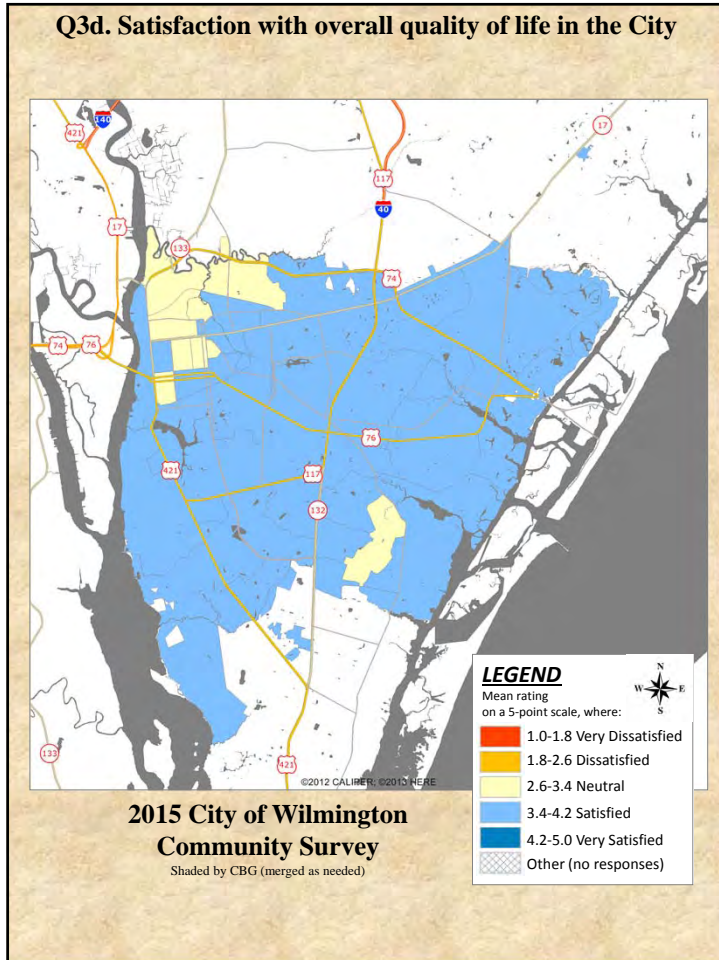 Q3d. Satisfaction with overall quality of life in the City
140
421
17
117
40
17
133
74
74
76
76
421
117
132
133
421
©2012 CALIPER; ©2013 HERE
LEGEND
Mean rating
on a 5-point scale, where:
N
W E
S
1.0-1.8 Very Dissatisfied
1.8-2.6 Dissatisfied
2.6-3.4 Neutral
3.4-4.2 Satisfied
4.2-5.0 Very Satisfied
Other (no responses)
2015 City of Wilmington
Community Survey
Shaded by CBG (merged as needed)